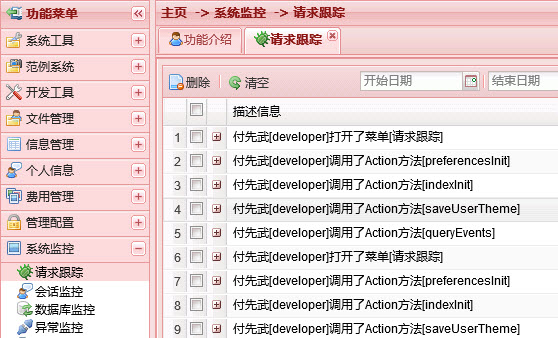 功能菜单
主页 -> 系统监控 -> 请求跟踪
系统工具
范例系统
开发工具
文件管理
信息管理
个人信息
费用管理
管理配置
系统监控
请求跟踪
会话监控
数据库监控
异常监控
功能介绍 请求跟踪
删除 清空 开始日期 结束日期
描述信息
1 付先武[developer]打开了菜单[请求跟踪]
2 付先武[developer]调用了Action方法[preferencesInit]
3 付先武[developer]调用了Action方法[indexInit]
4 付先武[developer]调用了Action方法[saveUserTheme]
5 付先武[developer]调用了Action方法[queryEvents]
6 付先武[developer]打开了菜单[请求跟踪]
7 付先武[developer]调用了Action方法[preferencesInit]
8 付先武[developer]调用了Action方法[indexInit]
9 付先武[developer]调用了Action方法[saveUserTheme]